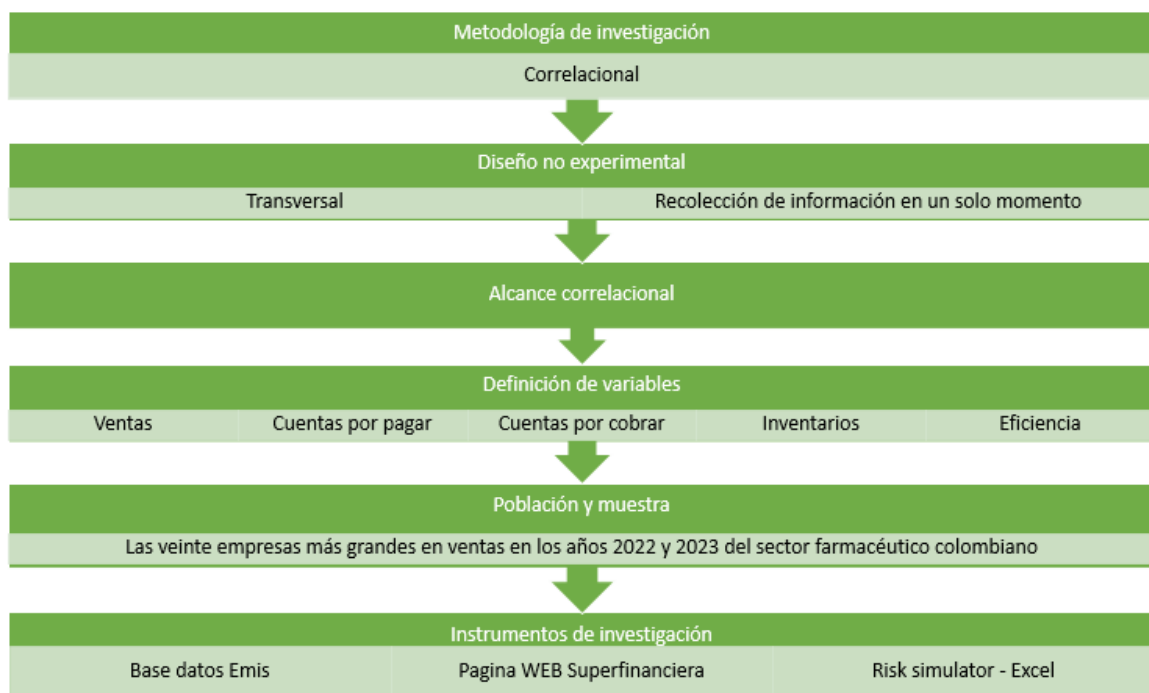 Metodología de investigación
Correlacional
Diseño no experimental
Transversal
Recolección de información en un solo momento
Alcance correlacional
Definición de variables
Ventas
Cuentas por pagar
Cuentas por cobrar
Inventarios
Eficiencia
Población y muestra
Las veinte empresas más grandes en ventas en los años 2022 y 2023 del sector farmacéutico colombiano
Instrumentos de investigación
Base datos Emis
Pagina WEB Superfinanciera
Risk simulator - Excel